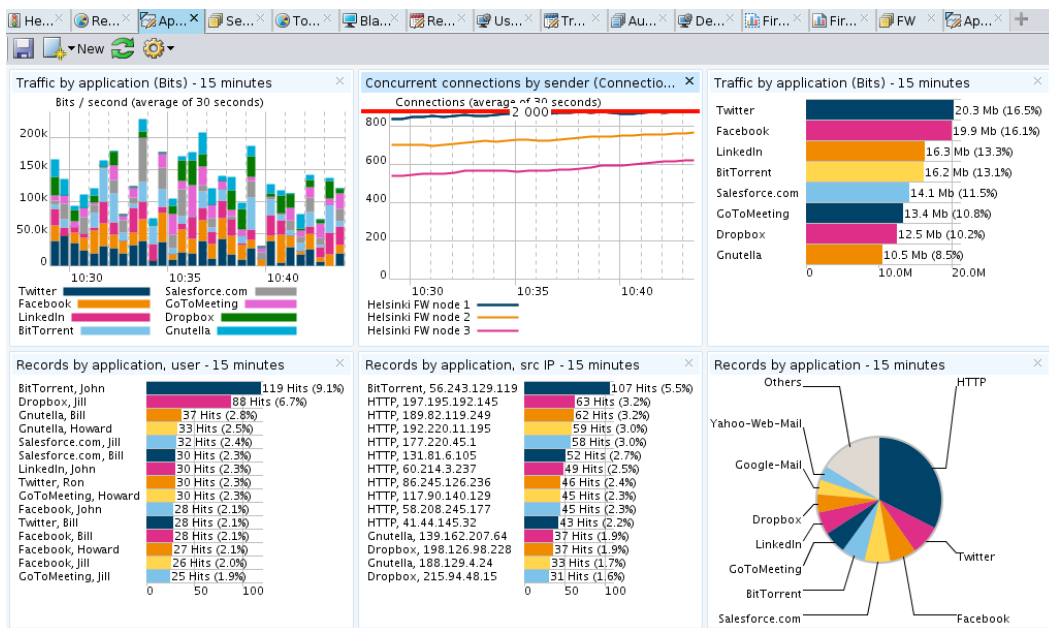 He... Re... Ap... Se... To... Bla... Re... Us... Tr... Au... De... Fir... Fir... FW Ap...
New
Traffic by application (Bits) - 15 minutes
Bits / second (average of 30 seconds)
200k
150k
100k
50.0k
0
10:30 10:35 10:40
Twitter Salesforce.com
Facebook GoToMeeting
LinkedIn Dropbox
BitTorrent Gnutella
Concurrent connections by sender (Connectio...
Connections (average of 30 seconds)
2 000
800
600
400
200
0
10:30 10:35 10:40
Helsinki FW node 1
Helsinki FW node 2
Helsinki FW node 3
Traffic by application (Bits) - 15 minutes
Twitter 20.3 Mb (16.5%)
Facebook 19.9 Mb (16.1%)
LinkedIn 16.3 Mb (13.3%)
BitTorrent 16.2 Mb (13.1%)
Salesforce.com 14.1 Mb (11.5%)
GoToMeeting 13.4 Mb (10.8%)
Dropbox 12.5 Mb (10.2%)
Gnutella 10.5 Mb (8.5%)
0 10.0M 20.0M
Records by application, user - 15 minutes
BitTorrent, John 119 Hits (9.1%)
Dropbox, Jill 88 Hits (6.7%)
Gnutella, Bill 37 Hits (2.8%)
Gnutella, Howard 33 Hits (2.5%)
Salesforce.com, Jill 32 Hits (2.4%)
Salesforce.com, Bill 30 Hits (2.3%)
LinkedIn, John 30 Hits (2.3%)
Twitter, Ron 30 Hits (2.3%)
GoToMeeting, Howard 30 Hits (2.3%)
Facebook, John 28 Hits (2.1%)
Twitter, Bill 28 Hits (2.1%)
Facebook, Bill 28 Hits (2.1%)
Facebook, Howard 27 Hits (2.1%)
Facebook, Jill 26 Hits (2.0%)
GoToMeeting, Jill 25 Hits (1.9%)
0 50 100
Records by application, src IP - 15 minutes
BitTorrent, 56.243.129.119 107 Hits (5.5%)
HTTP, 197.195.192.145 63 Hits (3.2%)
HTTP, 189.82.119.249 62 Hits (3.2%)
HTTP, 192.220.11.195 59 Hits (3.0%)
HTTP, 177.220.45.1 58 Hits (3.0%)
HTTP, 131.81.6.105 52 Hits (2.7%)
HTTP, 60.214.3.237 49 Hits (2.5%)
HTTP, 86.245.126.236 46 Hits (2.4%)
HTTP, 117.90.140.129 45 Hits (2.3%)
HTTP, 58.208.245.177 45 Hits (2.3%)
HTTP, 41.44.145.32 43 Hits (2.2%)
Gnutella, 139.162.207.64 37 Hits (1.9%)
Dropbox, 198.126.98.228 37 Hits (1.9%)
Gnutella, 188.129.4.24 33 Hits (1.7%)
Dropbox, 215.94.48.15 31 Hits (1.6%)
0 50 100
Records by application - 15 minutes
Others HTTP
Yahoo-Web-Mail
Google-Mail
Dropbox
LinkedIn Twitter
GoToMeeting
BitTorrent
Salesforce.com Facebook